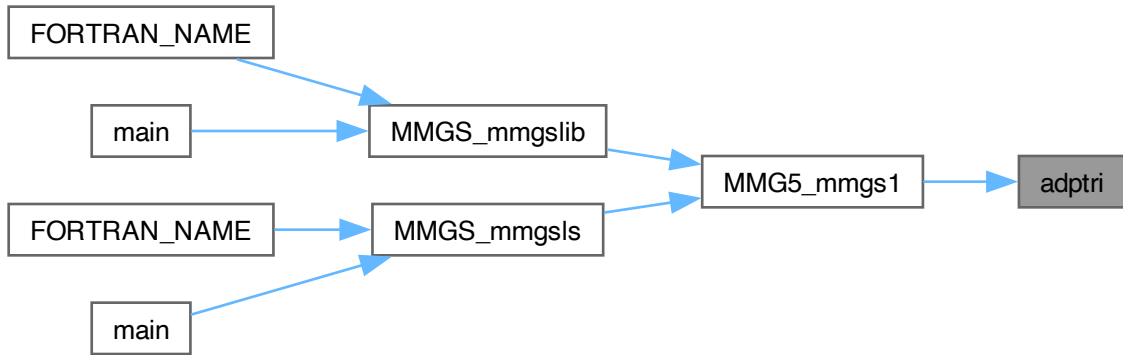 FORTRAN_NAME
main
MMGS_mmgslib
MMG5_mmgs1
adptri
FORTRAN_NAME
MMGS_mmgsls
main